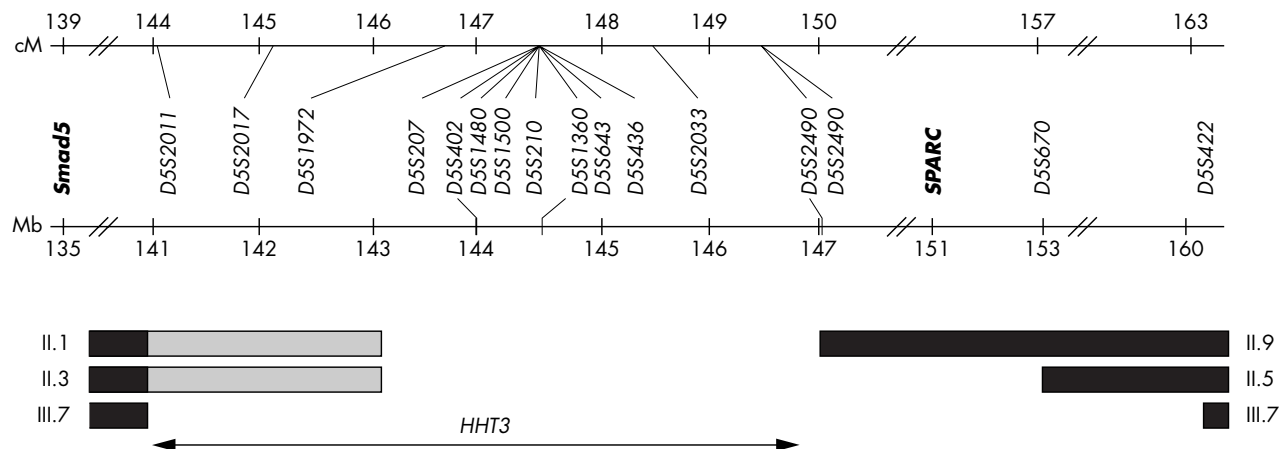 139 144 145 146 147 148 149 150 157 163
cM
Smad5 D5S2011 D5S2017 D5S1972 D5S207 D5S402 D5S1480 D5S1500 D5S210 D5S1360 D5S643 D5S436 D5S2033 D5S2490 D5S2490 SPARC D5S670 D5S422
Mb
135 141 142 143 144 145 146 147 151 153 160
II.1 II.9
II.3 II.5
III.7 III.7
HHT3